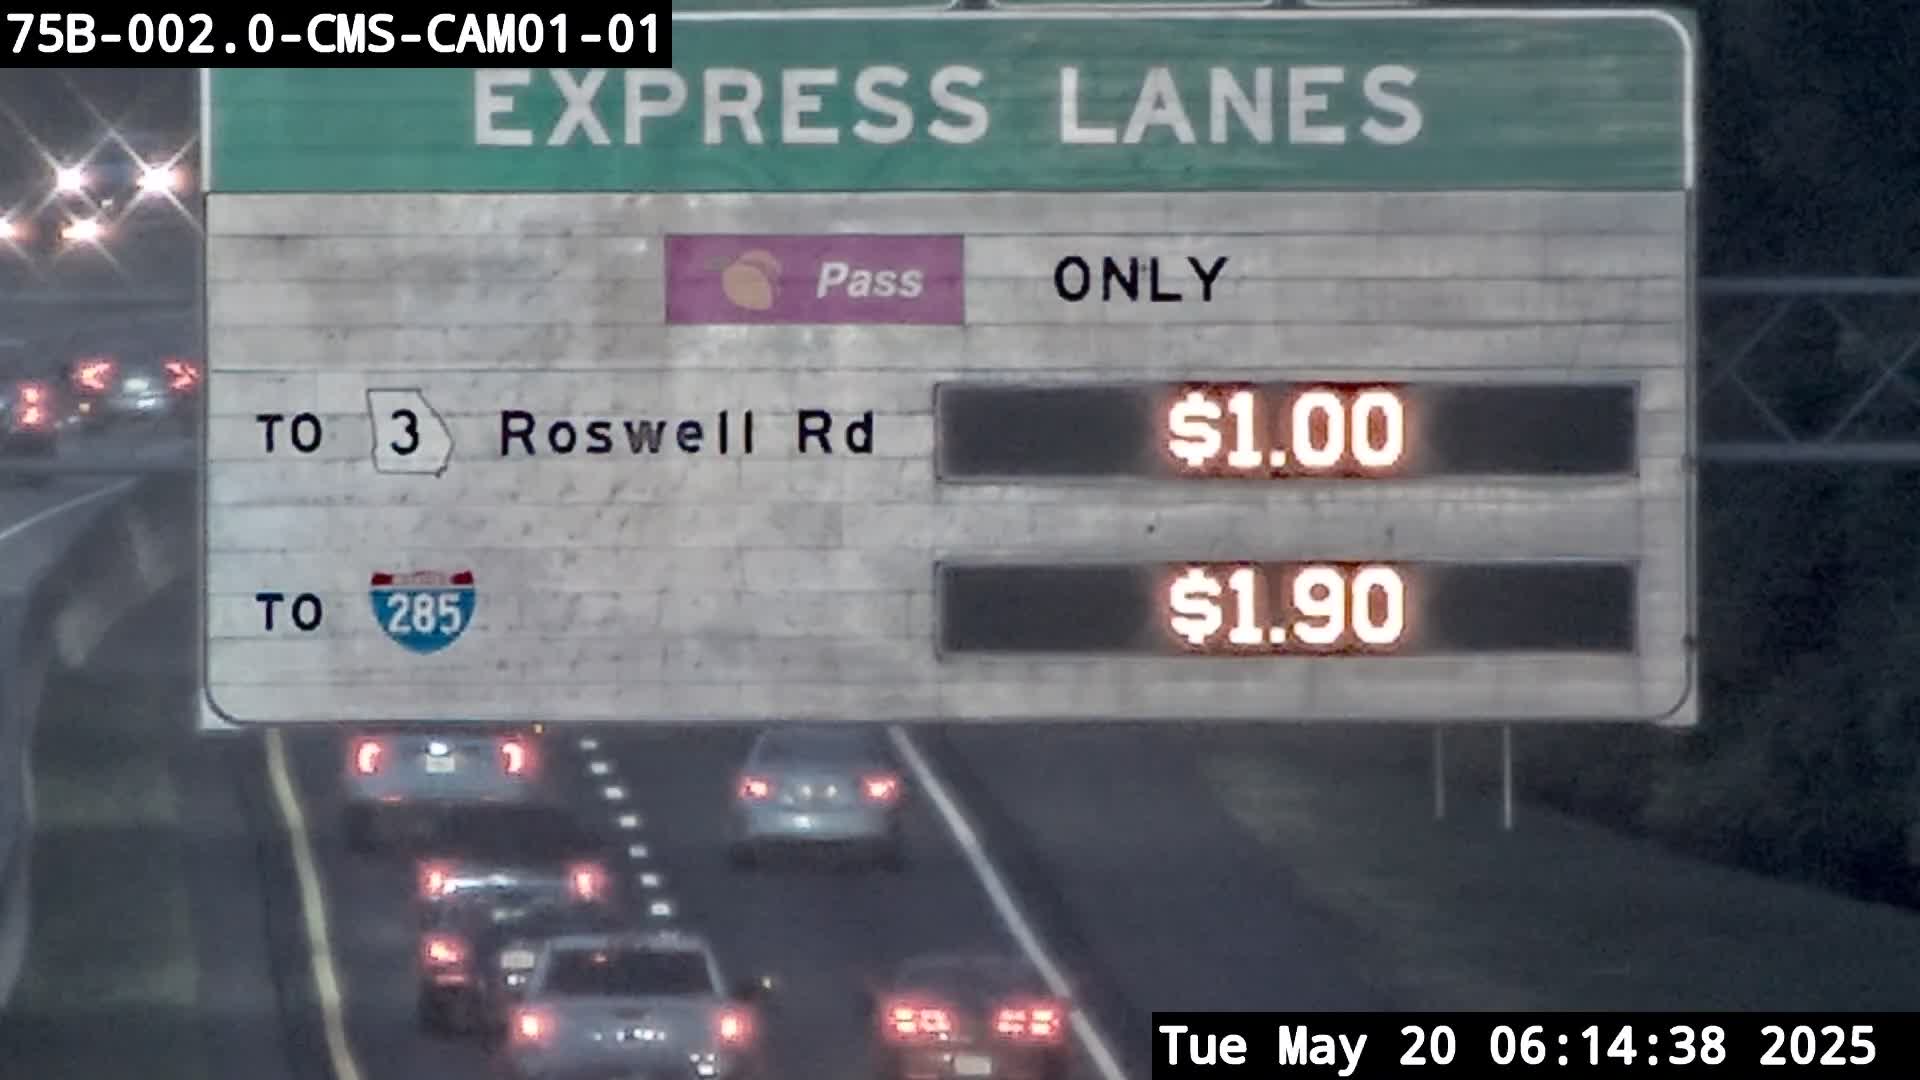 75B-002.0-CMS-CAM01-01
EXPRESS LANES
Pass ONLY
TO 3 Roswell Rd $1.00
TO 285 $1.90
Tue May 20 06:14:38 2025